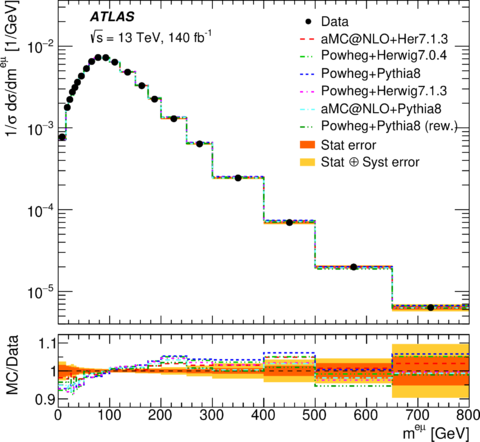 ATLAS
√s = 13 TeV, 140 fb⁻¹
Data
aMC@NLO+Her7.1.3
Powheg+Herwig7.0.4
Powheg+Pythia8
Powheg+Herwig7.1.3
aMC@NLO+Pythia8
Powheg+Pythia8 (rew.)
Stat error
Stat ⊕ Syst error
1/σ dσ/dm^eμ [1/GeV]
10⁻²
10⁻³
10⁻⁴
10⁻⁵
MC/Data
1.1
1
0.9
0 100 200 300 400 500 600 700 800
m^eμ [GeV]